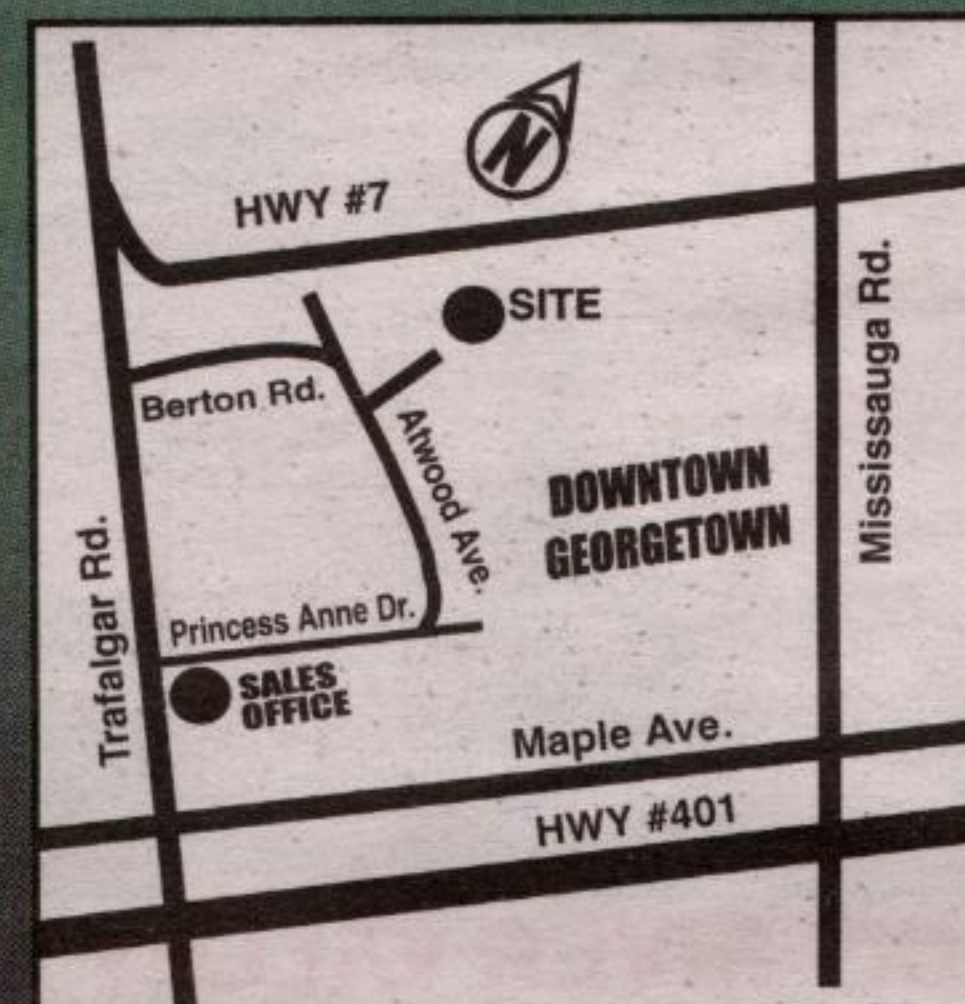 N
HWY #7
SITE
Berton Rd.
Atwood Ave.
Mississauga Rd.
DOWNTOWN
GEORGETOWN
Trafalgar Rd.
Princess Anne Dr.
SALES
OFFICE
Maple Ave.
HWY #401